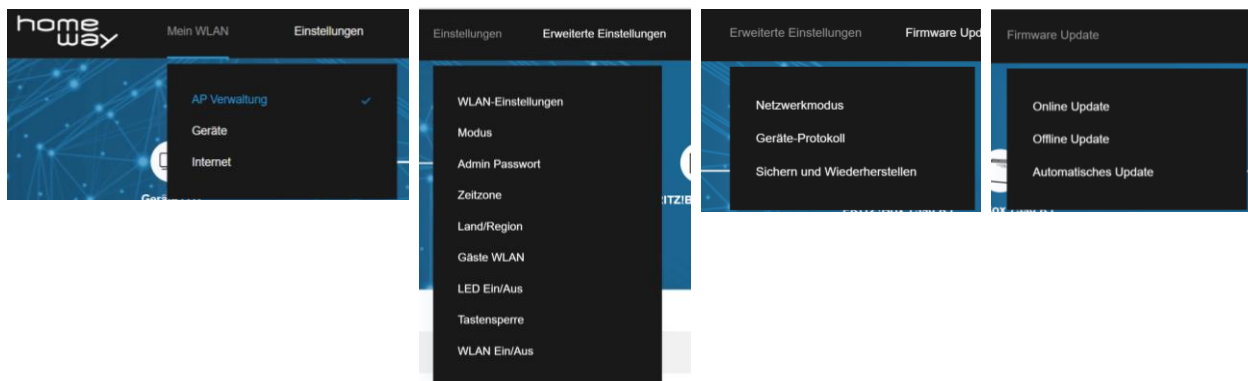 home
way
Mein WLAN
Einstellungen
AP Verwaltung
Geräte
Internet
Einstellungen
Erweiterte Einstellungen
WLAN-Einstellungen
Modus
Admin Passwort
Zeitzone
Land/Region
Gäste WLAN
LED Ein/Aus
Tastensperre
WLAN Ein/Aus
Erweiterte Einstellungen
Firmware Upd
Netzwerkmodus
Geräte-Protokoll
Sichern und Wiederherstellen
Firmware Update
Online Update
Offline Update
Automatisches Update